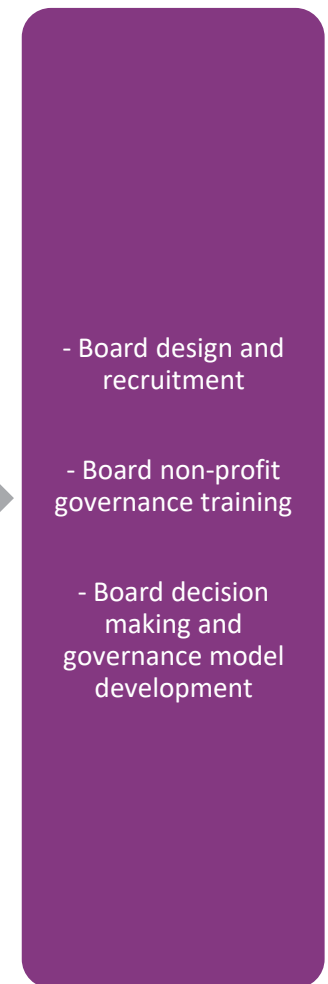 - Board design and
recruitment
- Board non-profit
governance training
- Board decision
making and
governance model
development